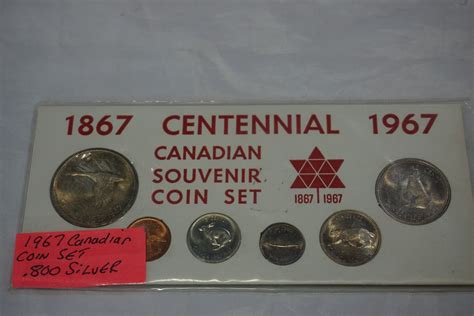 1867 CENTENNIAL 1967
CANADIAN
SOUVENIR
COIN SET
1867 1967
1967 Canadian
COIN SET
.800 SILVER